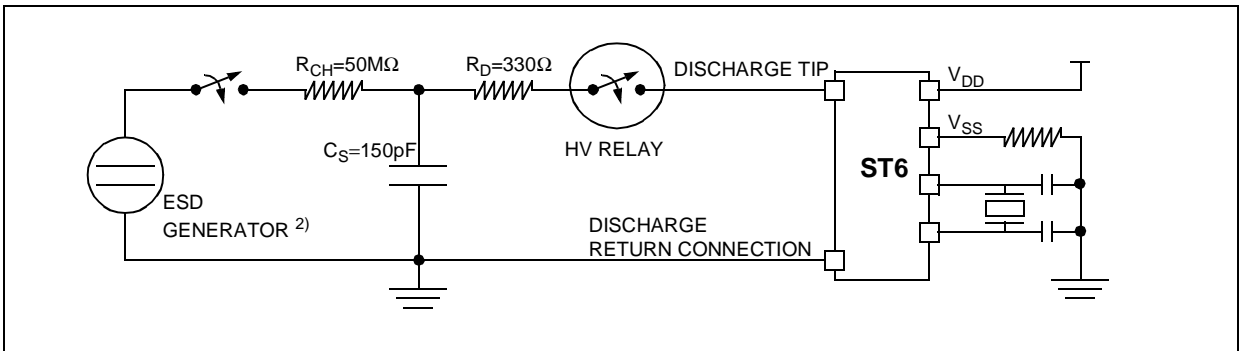 R_CH=50MΩ
R_D=330Ω
DISCHARGE TIP
V_DD
V_SS
C_S=150pF
HV RELAY
ST6
ESD
GENERATOR 2)
DISCHARGE
RETURN CONNECTION